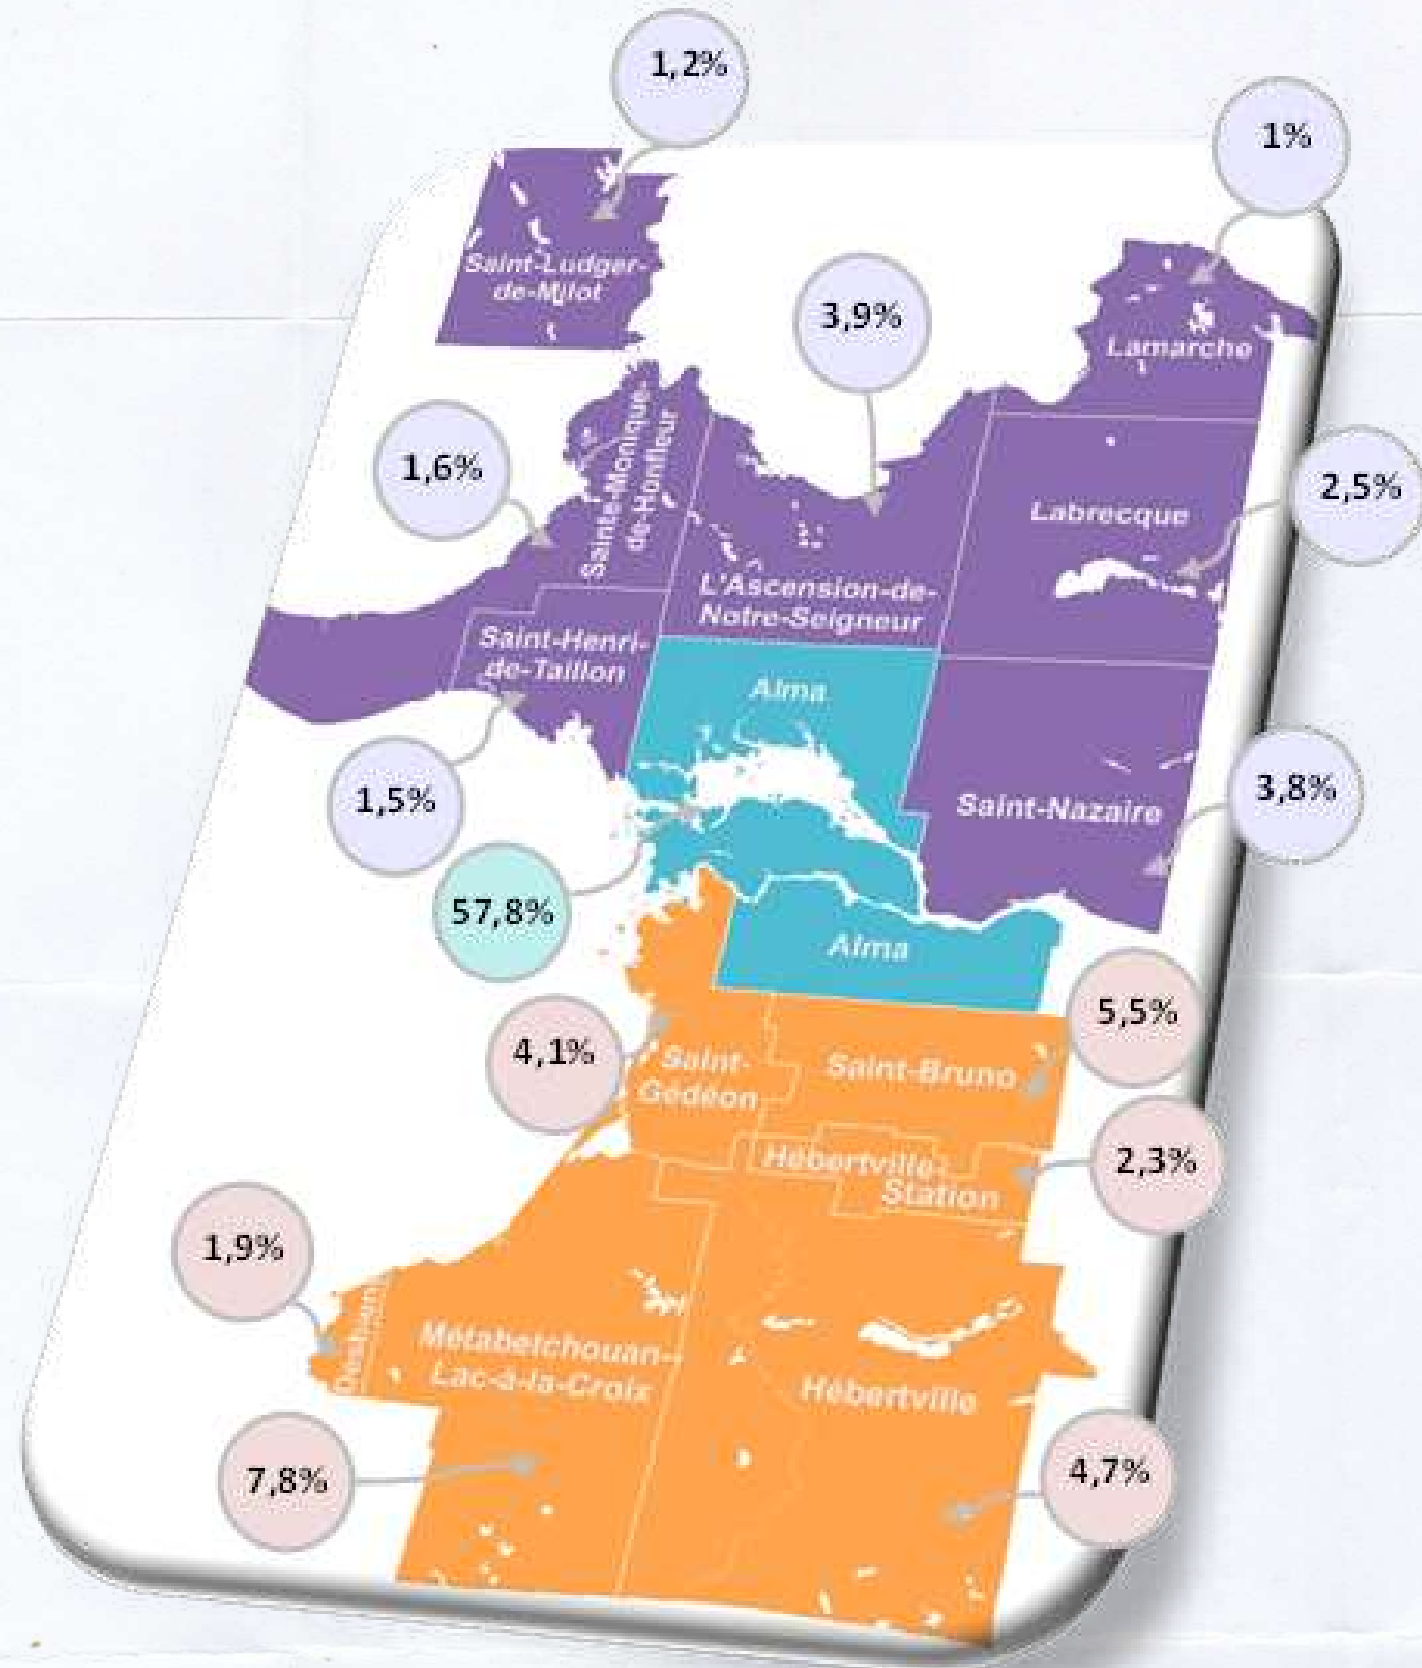 1,2%
1%
Saint-Ludger-
de-Milot
3,9%
Lamarche
1,6%
Sainte-Monique-
de-Honfleur
2,5%
Labrecque
L'Ascension-de-
Notre-Seigneur
Saint-Henri-
de-Taillon
Alma
1,5%
3,8%
Saint-Nazaire
57,8%
Alma
5,5%
4,1%
Saint-
Gédéon
Saint-Bruno
2,3%
Hébertville-
Station
1,9%
Desbiens
Métabetchouan-
Lac-à-la-Croix
Hébertville
7,8%
4,7%